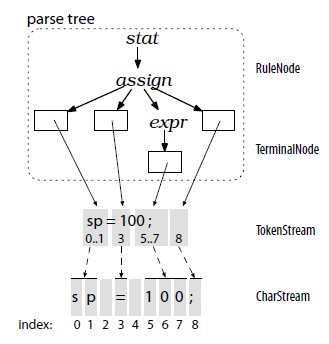 parse tree
stat
assign
RuleNode
expr
TerminalNode
sp = 100 ;
0..1 3 5..7 8
TokenStream
s p = 1 0 0 ;
CharStream
index: 0 1 2 3 4 5 6 7 8